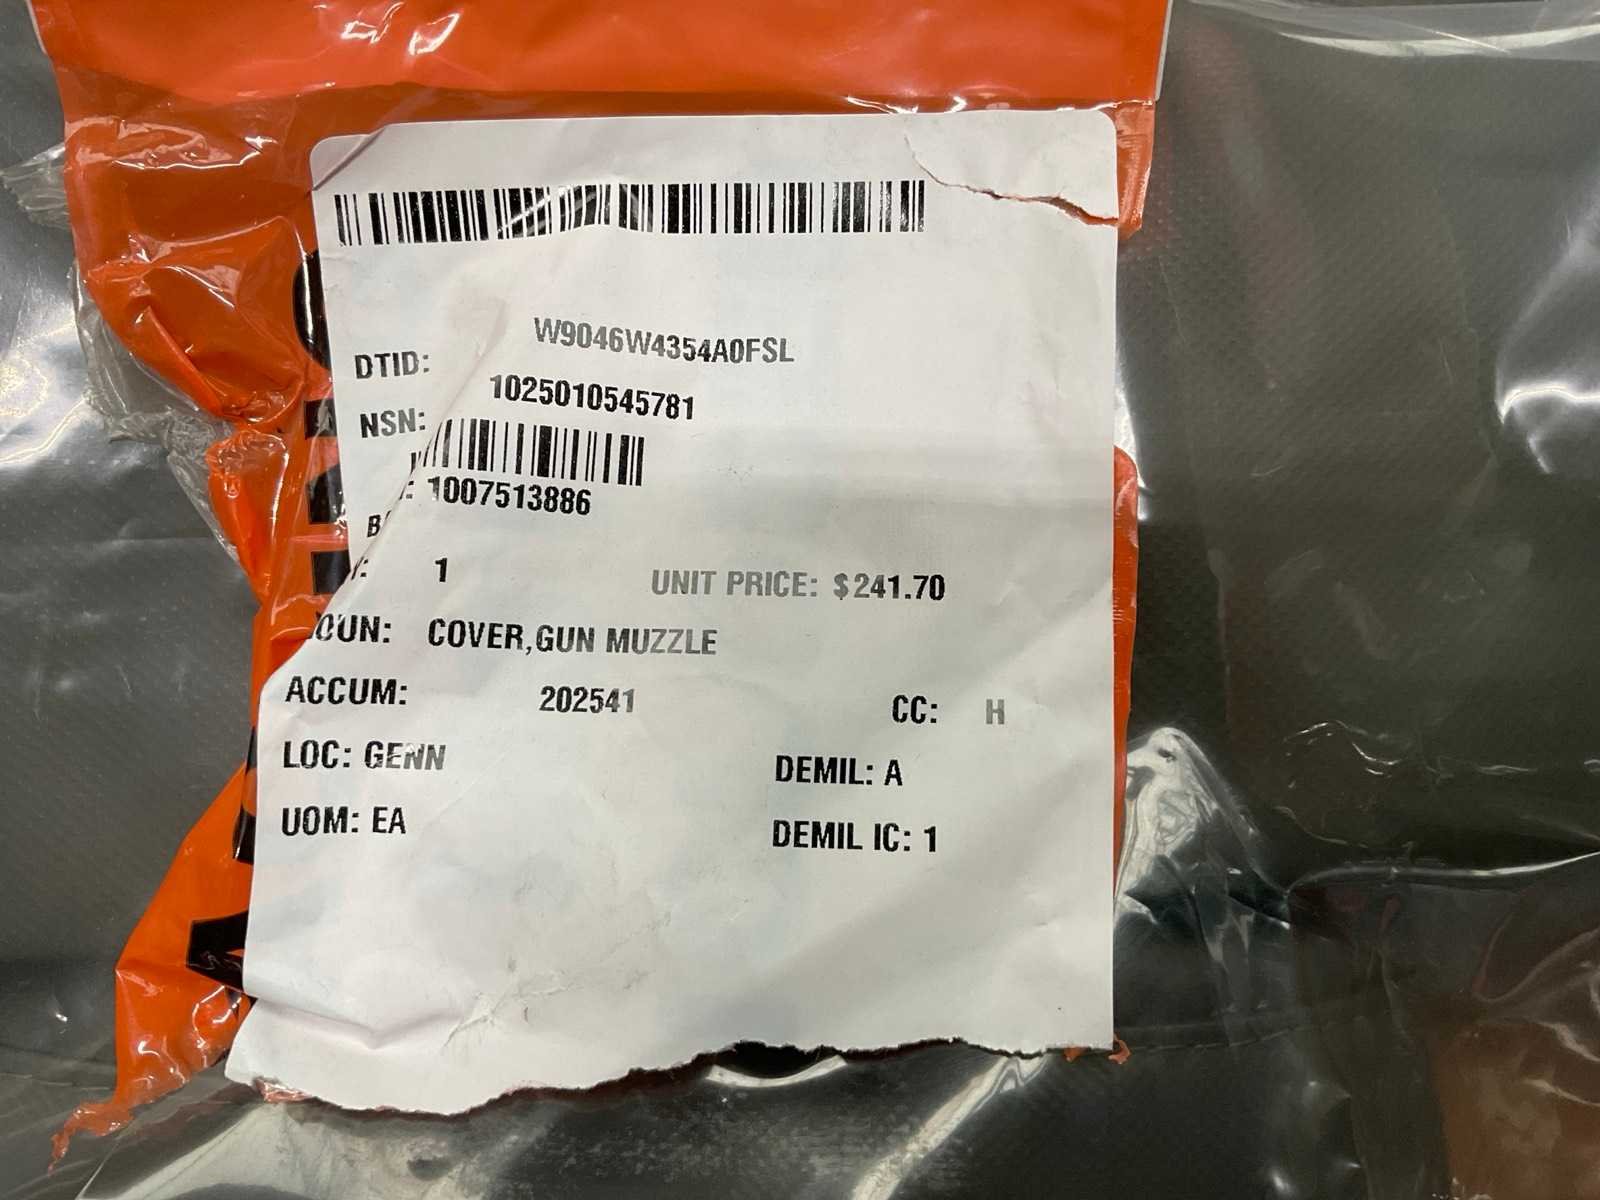 DTID: W9046W4354A0FSL
NSN: 1025010545781
: 1007513886
1 UNIT PRICE: $241.70
OUN: COVER,GUN MUZZLE
ACCUM: 202541 CC: H
LOC: GENN DEMIL: A
UOM: EA DEMIL IC: 1